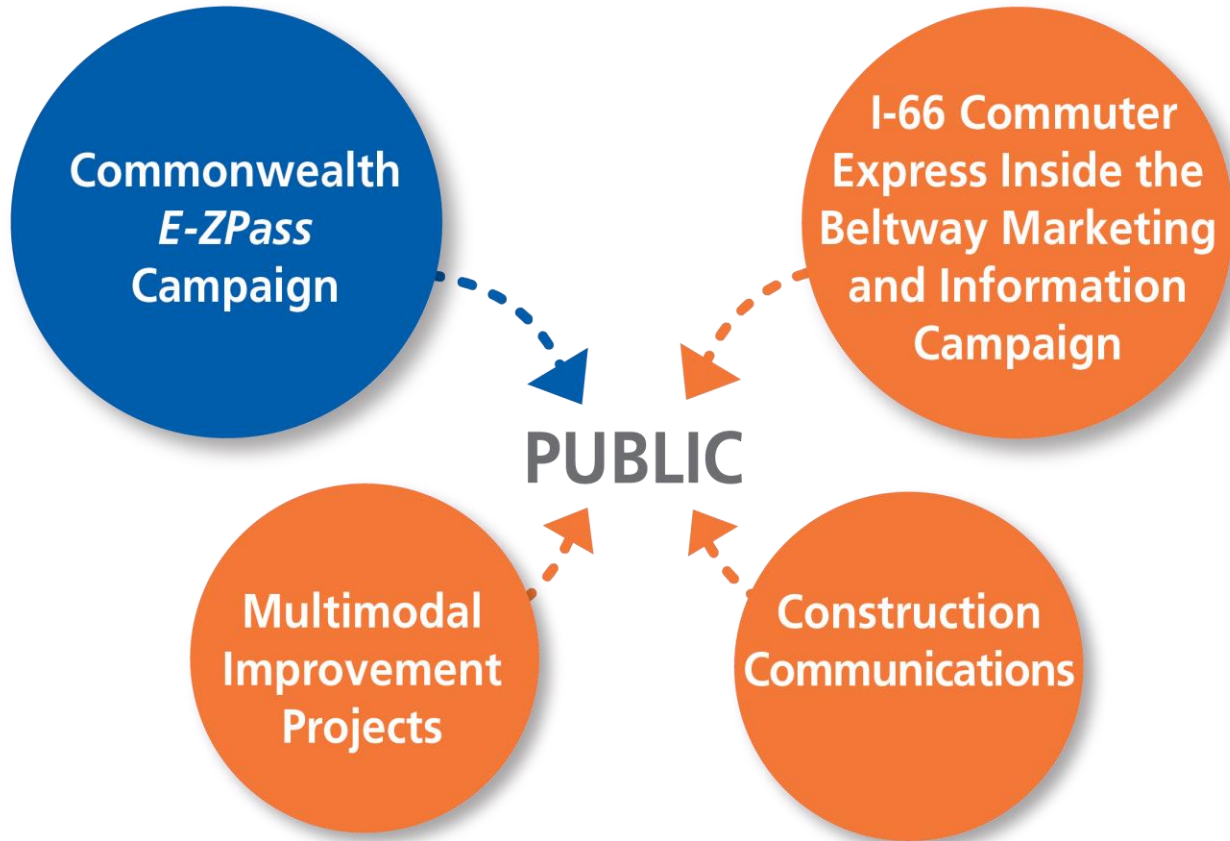 Commonwealth
E-ZPass
Campaign
I-66 Commuter
Express Inside the
Beltway Marketing
and Information
Campaign
PUBLIC
Multimodal
Improvement
Projects
Construction
Communications